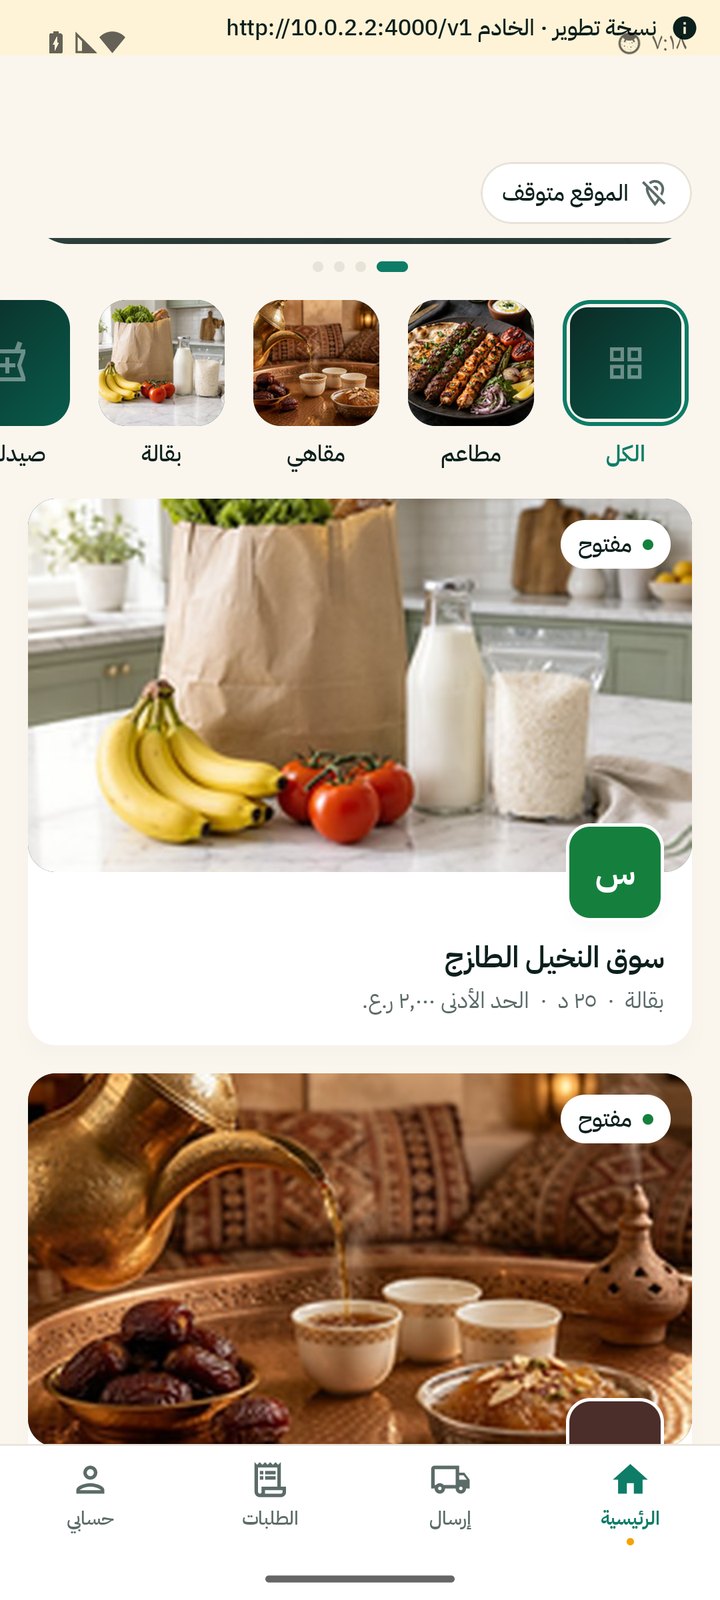 نسخة تطوير · الخادم http://10.0.2.2:4000/v1
٧:١٨
الموقع متوقف
الكل
مطاعم
مقاهي
بقالة
صيدل
مفتوح
س
سوق النخيل الطازج
بقالة · ٢٥ د · الحد الأدنى ٢,٠٠٠ ر.ع.
مفتوح
الرئيسية
إرسال
الطلبات
حسابي